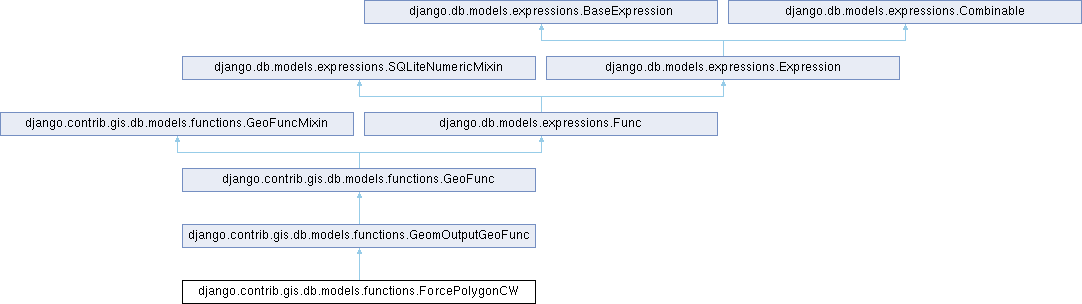 django.db.models.expressions.BaseExpression
django.db.models.expressions.Combinable
django.db.models.expressions.SQLiteNumericMixin
django.db.models.expressions.Expression
django.contrib.gis.db.models.functions.GeoFuncMixin
django.db.models.expressions.Func
django.contrib.gis.db.models.functions.GeoFunc
django.contrib.gis.db.models.functions.GeomOutputGeoFunc
django.contrib.gis.db.models.functions.ForcePolygonCW